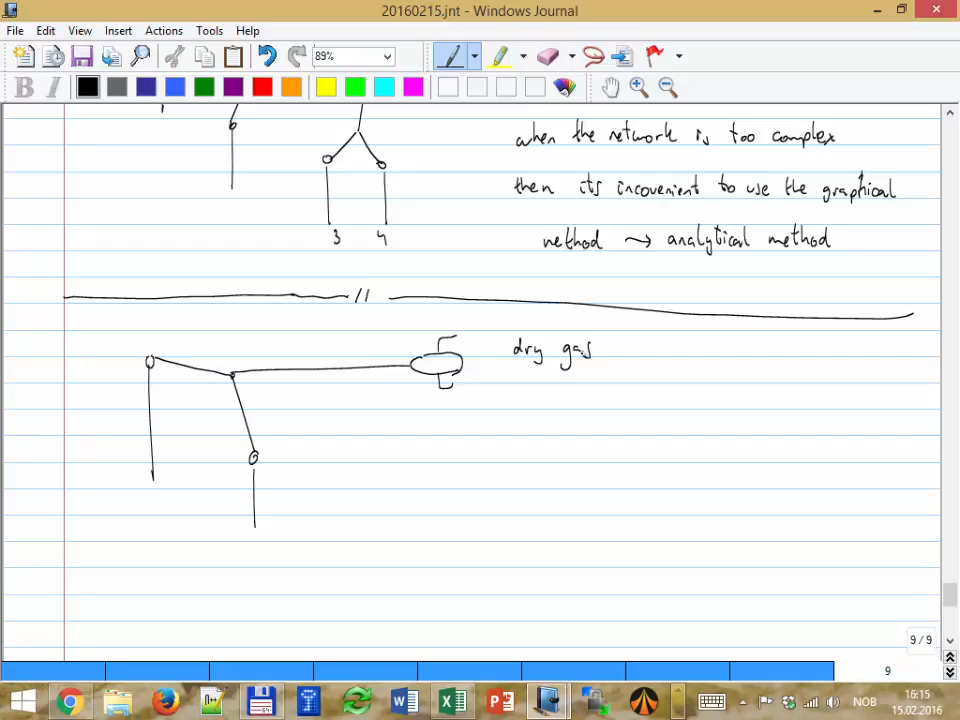 20160215.jnt - Windows Journal
File Edit View Insert Actions Tools Help
89%
B I
when the network is too complex
then its incovenient to use the graphical
method → analytical method
3 4
dry gas
9 / 9
9
NOB
16:15
15.02.2016